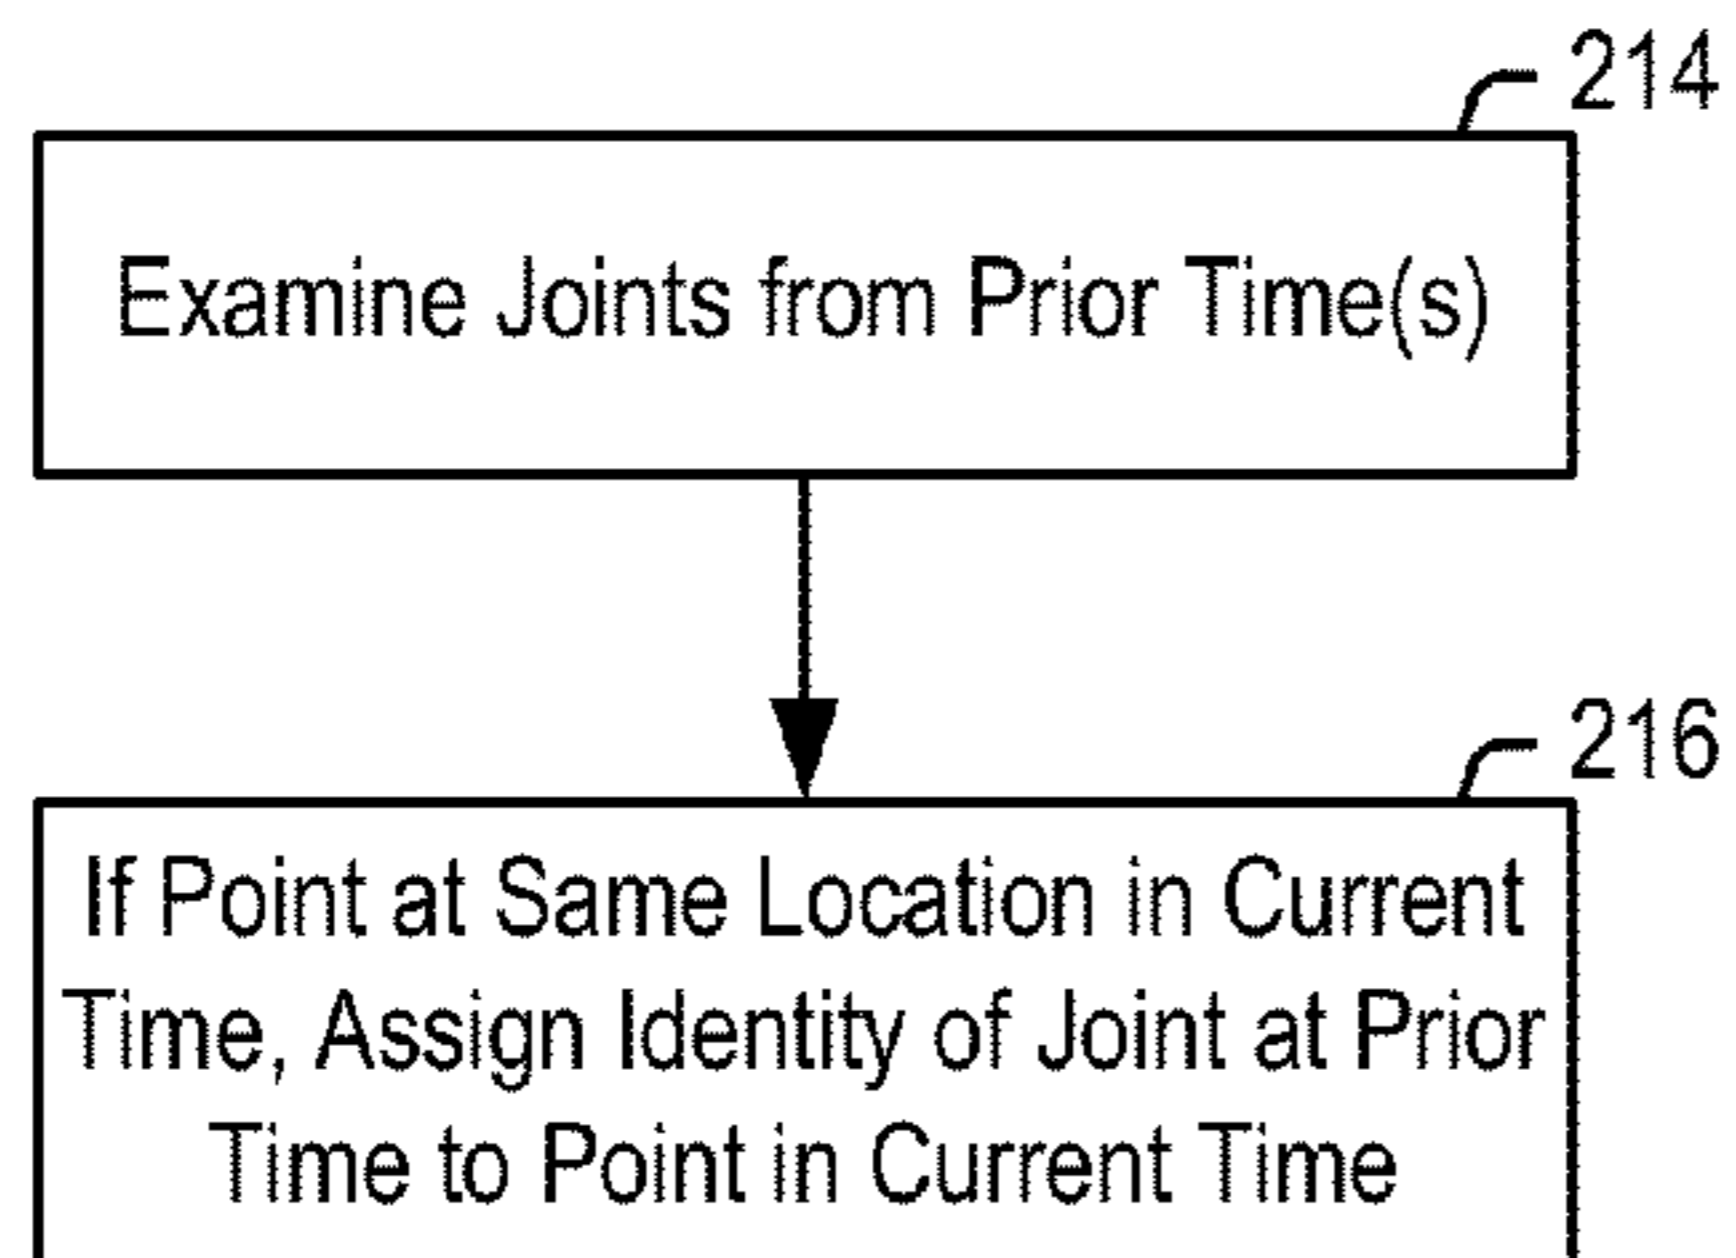 214
Examine Joints from Prior Time(s)
216
If Point at Same Location in Current
Time, Assign Identity of Joint at Prior
Time to Point in Current Time